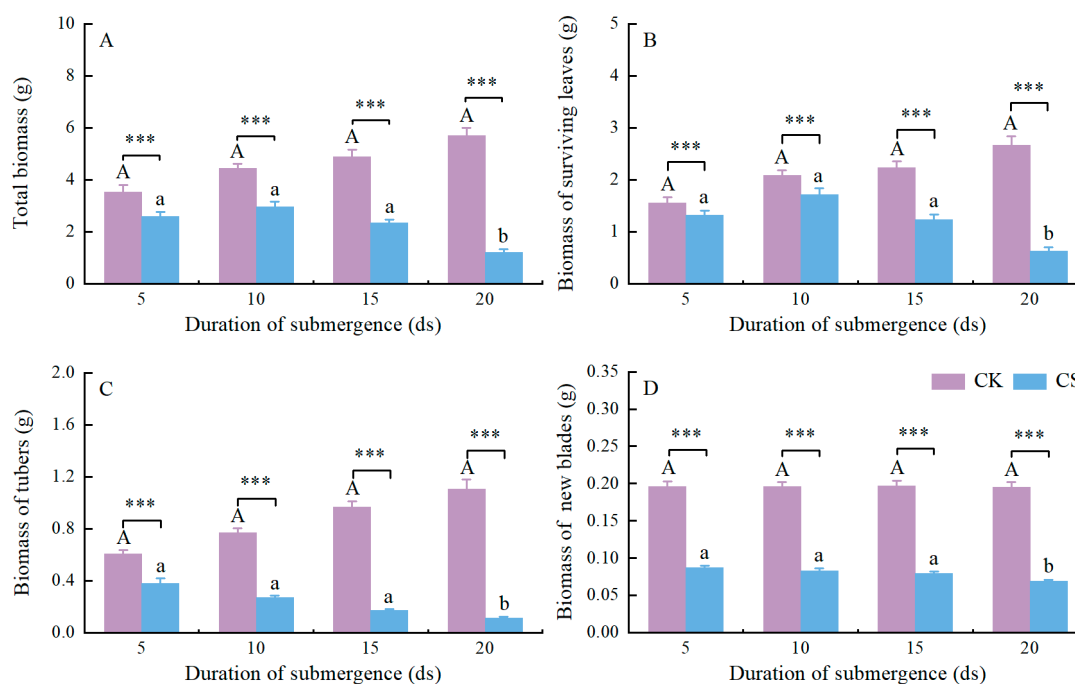 A
Total biomass (g)
10
8
6
4
2
0
*** *** *** ***
A A A A
a a a b
5 10 15 20
Duration of submergence (ds)
B
Biomass of surviving leaves (g)
5
4
3
2
1
0
*** *** *** ***
A A A A
a a a b
5 10 15 20
Duration of submergence (ds)
C
Biomass of tubers (g)
2.0
1.6
1.2
0.8
0.4
0.0
*** *** *** ***
A A A A
a a a b
5 10 15 20
Duration of submergence (ds)
D
CK CS
Biomass of new blades (g)
0.35
0.30
0.25
0.20
0.15
0.10
0.05
0.00
*** *** *** ***
A A A A
a a a b
5 10 15 20
Duration of submergence (ds)